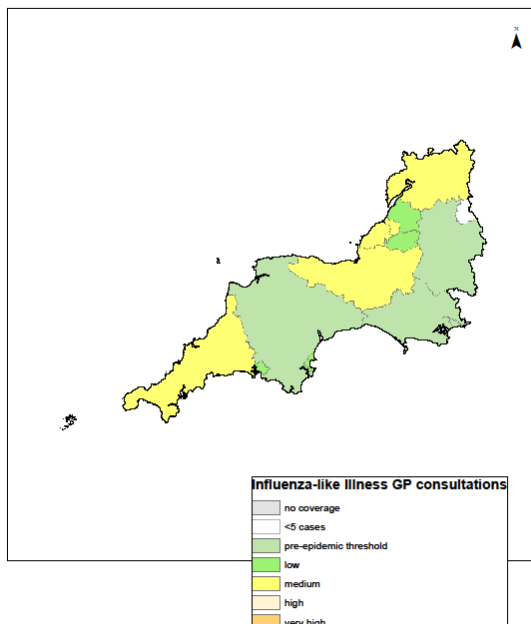 N
Influenza-like Illness GP consultations
no coverage
<5 cases
pre-epidemic threshold
low
medium
high
very high